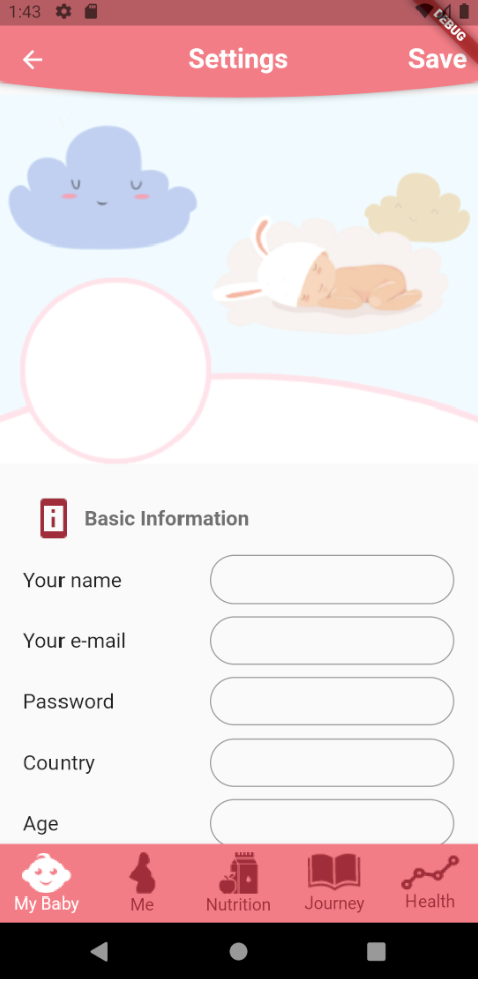 1:43
DEBUG
Settings
Save
Basic Information
Your name
Your e-mail
Password
Country
Age
My Baby
Me
Nutrition
Journey
Health